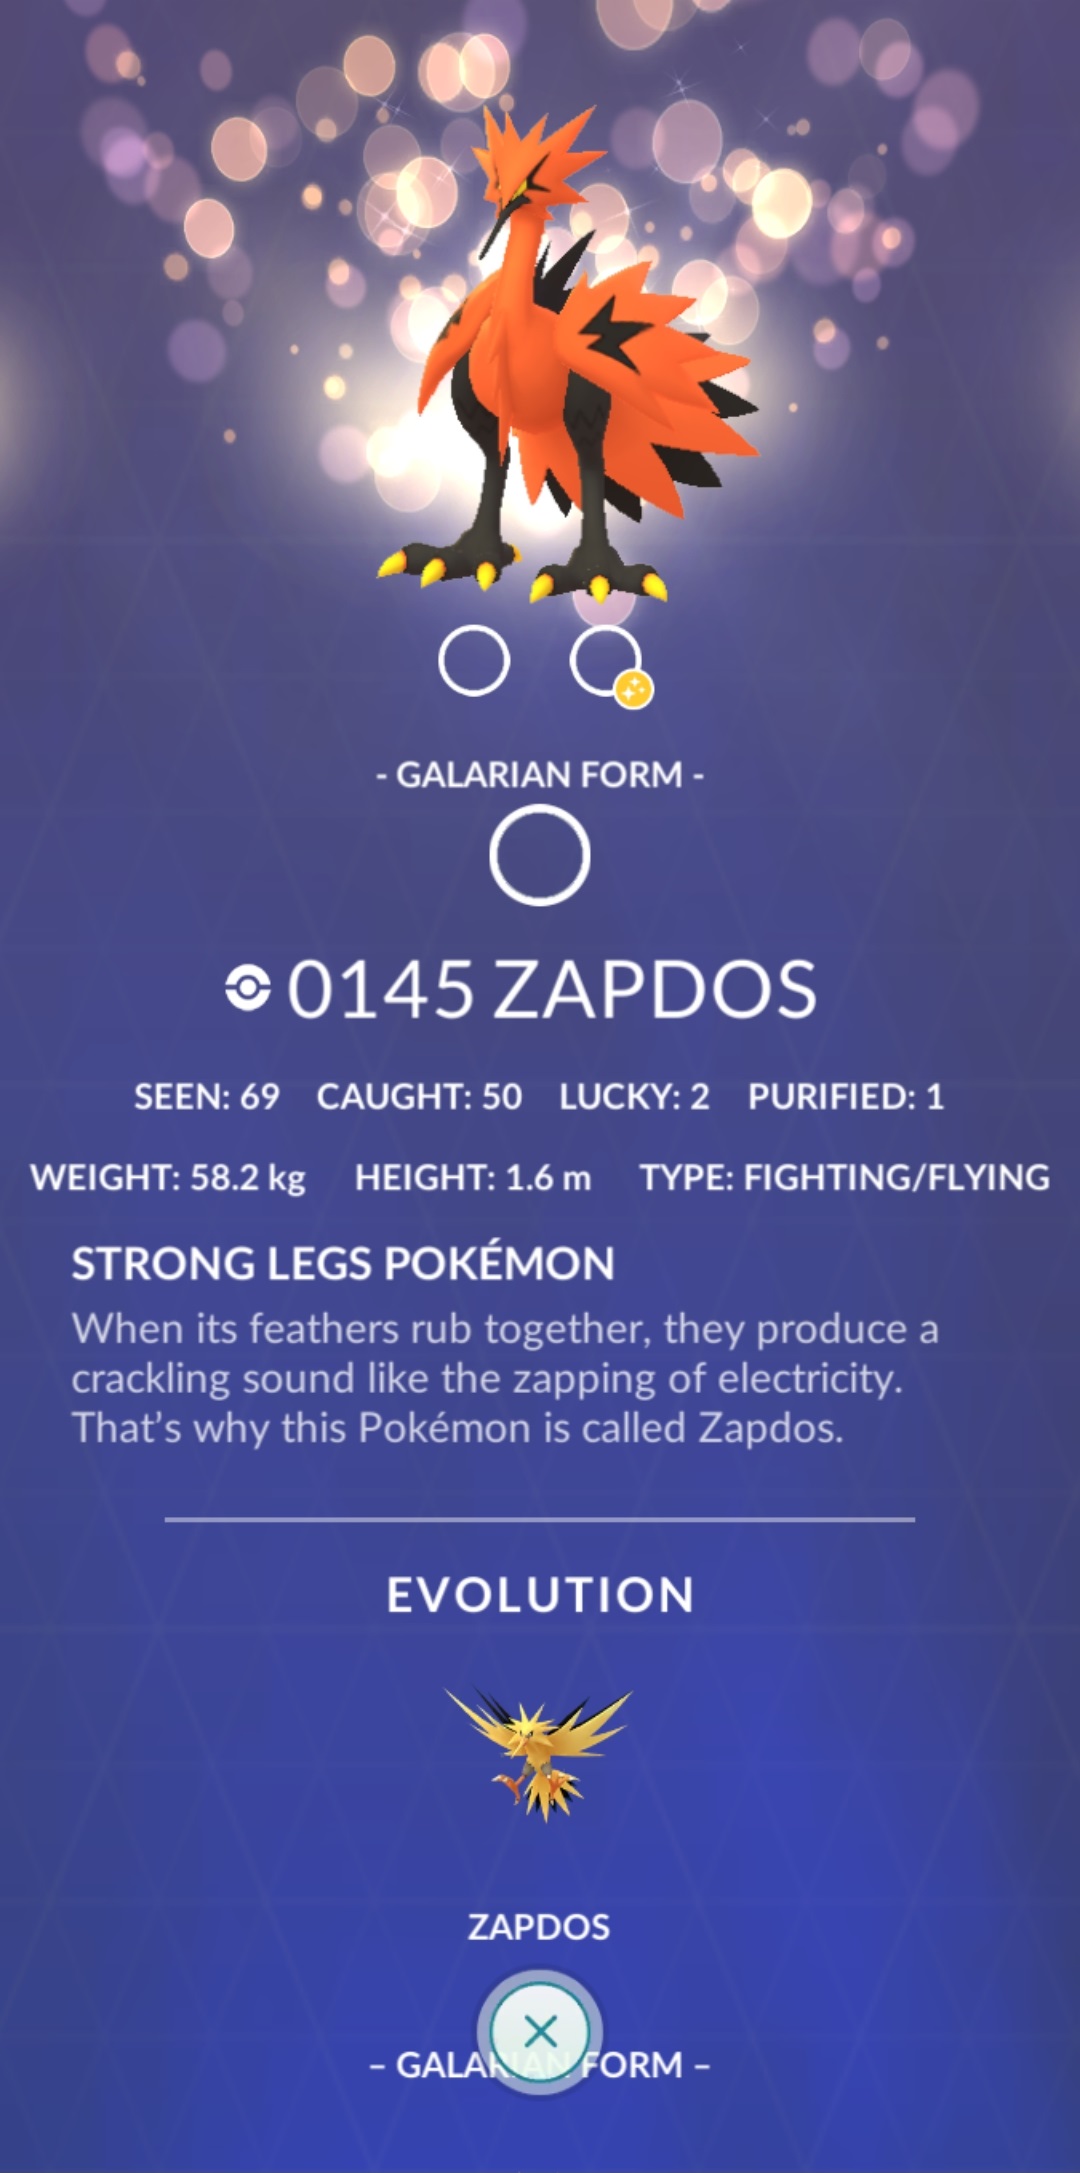 - GALARIAN FORM -
0145 ZAPDOS
SEEN: 69 CAUGHT: 50 LUCKY: 2 PURIFIED: 1
WEIGHT: 58.2 kg HEIGHT: 1.6 m TYPE: FIGHTING/FLYING
STRONG LEGS POKÉMON
When its feathers rub together, they produce a
crackling sound like the zapping of electricity.
That's why this Pokémon is called Zapdos.
EVOLUTION
ZAPDOS
– GALARIAN FORM –